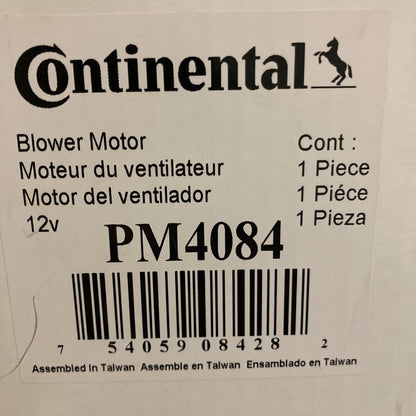 Continental
Blower Motor
Moteur du ventilateur
Motor del ventilador
12v
Cont :
1 Piece
1 Piéce
1 Pieza
PM4084
7 54059 08428 2
Assembled In Taiwan Assemble en Taiwan Ensamblado en Taiwan